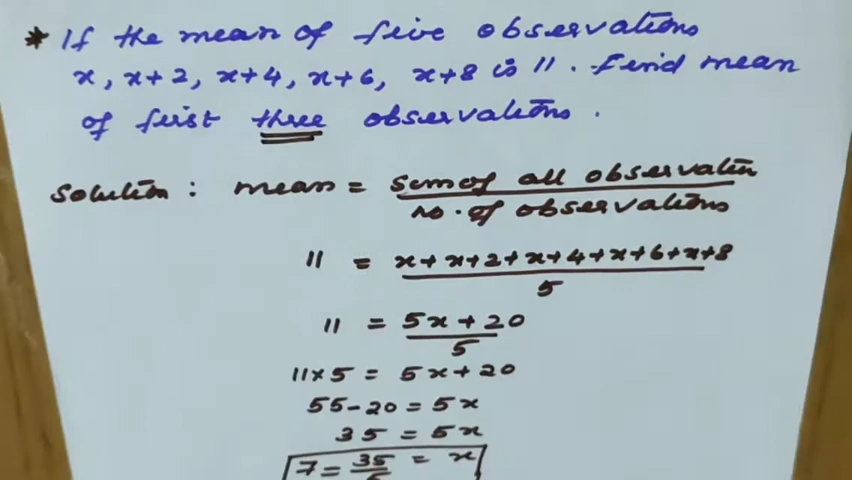 * If the mean of five observations
x, x+2, x+4, x+6, x+8 is 11. Find mean
of first three observations.
Solution: mean = sum of all observation / no. of observations
11 = x+x+2+x+4+x+6+x+8 / 5
11 = 5x+20 / 5
11×5 = 5x+20
55-20 = 5x
35 = 5x
7 = 35/5 = x